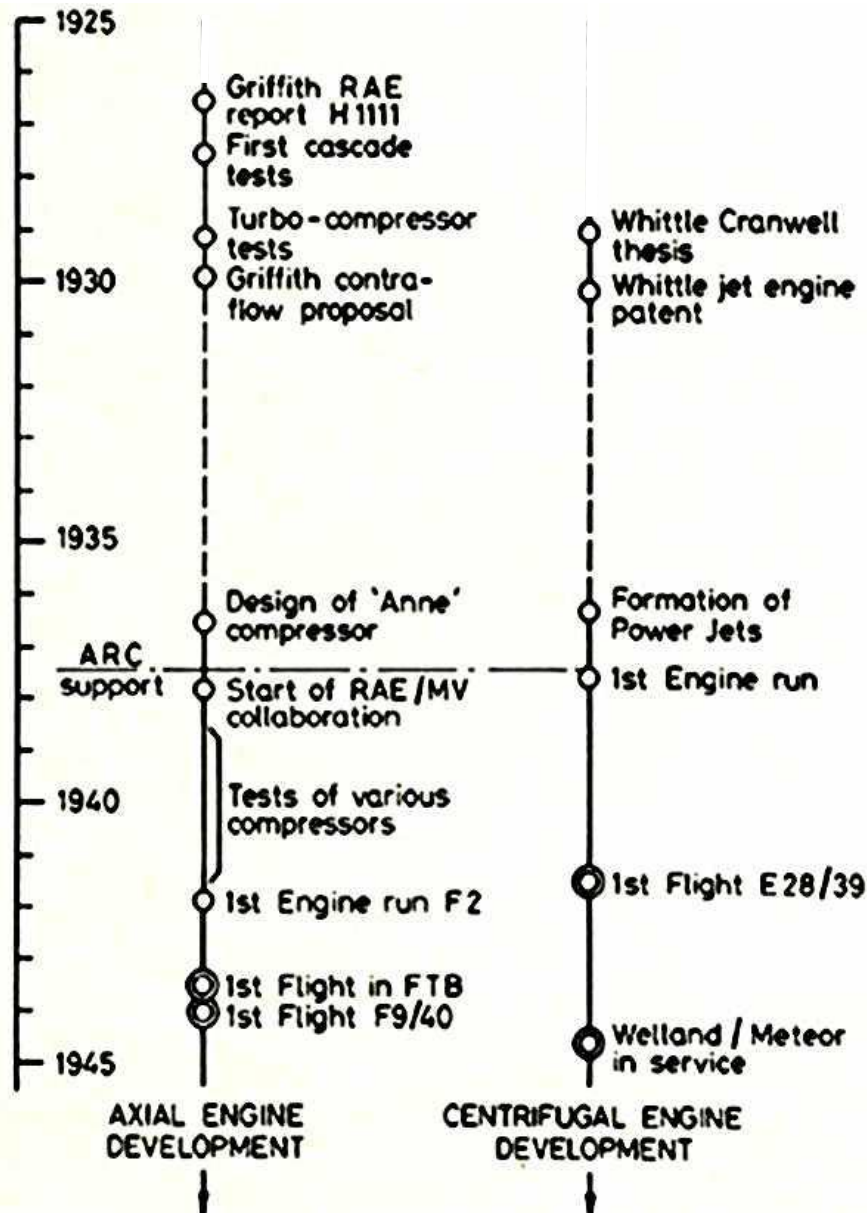 1925
Griffith RAE
report H1111
First cascade
tests
Turbo-compressor
tests
1930
Griffith contra-
flow proposal
Whittle Cranwell
thesis
Whittle jet engine
patent
1935
Design of 'Anne'
compressor
Formation of
Power Jets
ARC
support
Start of RAE/MV
collaboration
1st Engine run
1940
Tests of various
compressors
1st Engine run F2
1st Flight E28/39
1st Flight in FTB
1st Flight F9/40
Welland / Meteor
in service
1945
AXIAL ENGINE
DEVELOPMENT
CENTRIFUGAL ENGINE
DEVELOPMENT